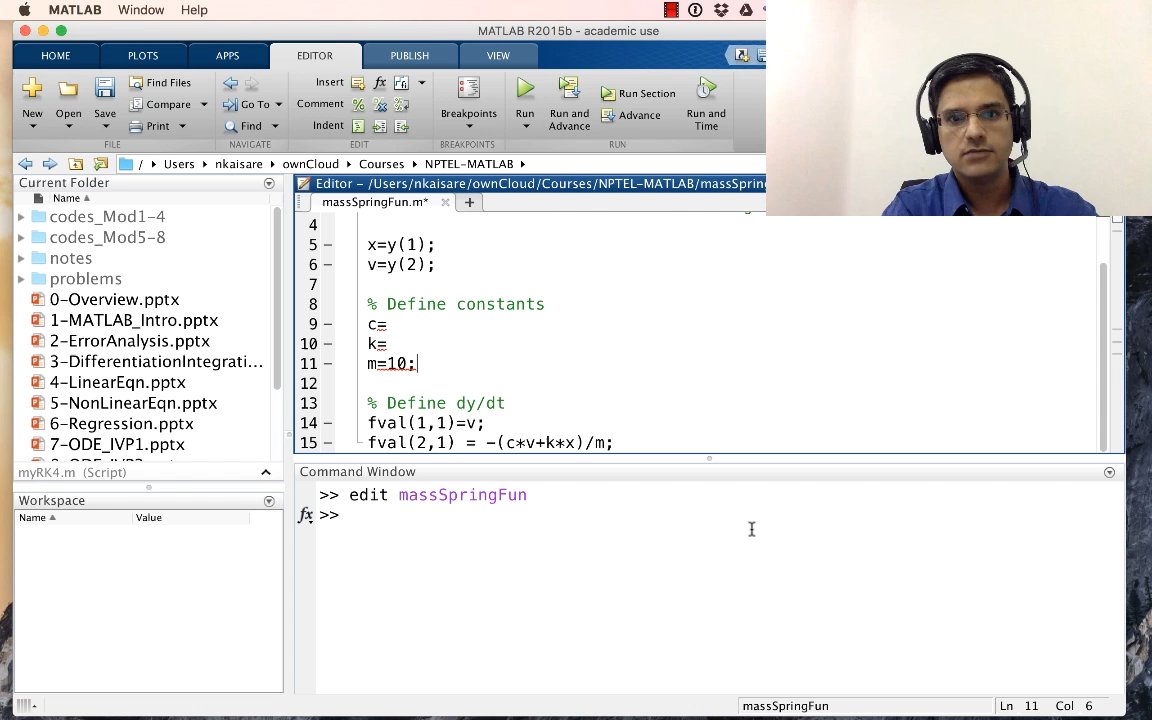 MATLAB Window Help
MATLAB R2015b - academic use
HOME PLOTS APPS EDITOR PUBLISH VIEW
New Open Save Find Files Compare Print
Go To Find
Insert fx
Comment %
Indent
Breakpoints
Run Run and Advance Run Section Advance Run and Time
FILE NAVIGATE EDIT BREAKPOINTS RUN
/ Users nkaisare ownCloud Courses NPTEL-MATLAB
Current Folder
Name
codes_Mod1-4
codes_Mod5-8
notes
problems
0-Overview.pptx
1-MATLAB_Intro.pptx
2-ErrorAnalysis.pptx
3-DifferentiationIntegrati...
4-LinearEqn.pptx
5-NonLinearEqn.pptx
6-Regression.pptx
7-ODE_IVP1.pptx
myRK4.m (Script)
Workspace
Name Value
Editor - /Users/nkaisare/ownCloud/Courses/NPTEL-MATLAB/massSprin
massSpringFun.m*
4
5 - x=y(1);
6 - v=y(2);
7
8 % Define constants
9 - c=
10 - k=
11 - m=10;
12
13 % Define dy/dt
14 - fval(1,1)=v;
15 - fval(2,1) = -(c*v+k*x)/m;
Command Window
>> edit massSpringFun
fx >>
massSpringFun Ln 11 Col 6